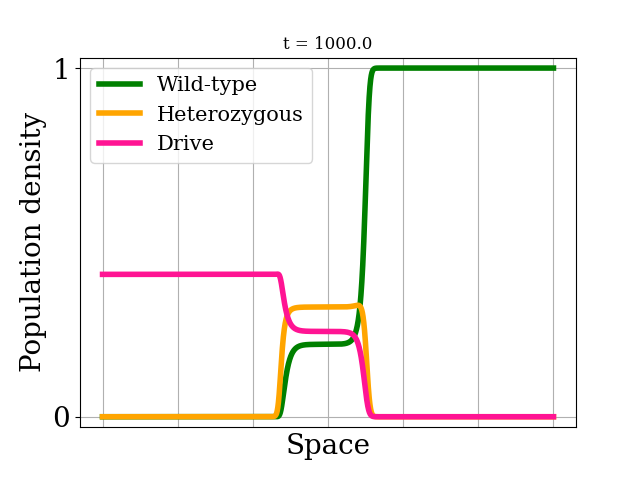 t = 1000.0
1
Wild-type
Heterozygous
Drive
Population density
0
Space